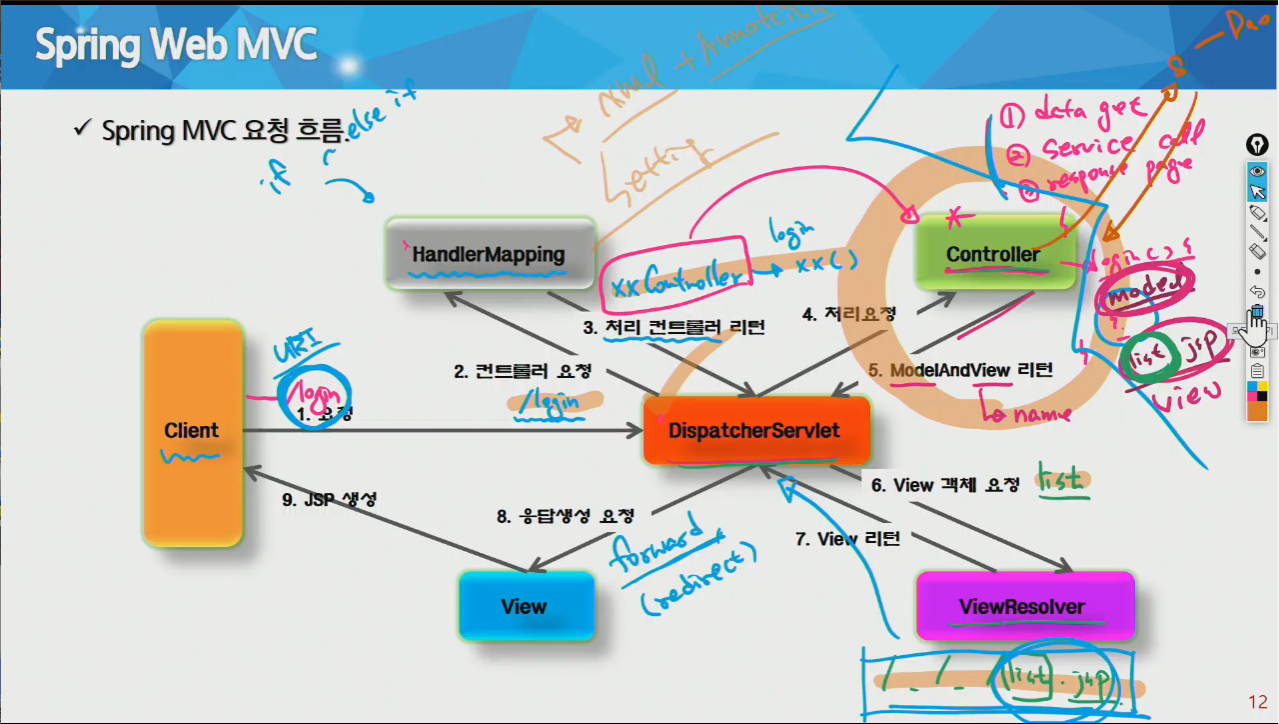 Spring Web MVC
✓ Spring MVC 요청 흐름.
if ~ else if
xml + Annotation
Setting
S — Dao
① data get
② service call
③ response page
HandlerMapping
xxController → xx()
login
* Controller
login() {
model
list jsp
view
3. 처리 컨트롤러 리턴
4. 처리요청
URI
/login
1. 요청
2. 컨트롤러 요청
/login
5. ModelAndView 리턴
name
Client
DispatcherServlet
6. View 객체 요청 list
9. JSP 생성
8. 응답생성 요청
7. View 리턴
forward
(redirect)
View
ViewResolver
/_/_/list.jsp
12